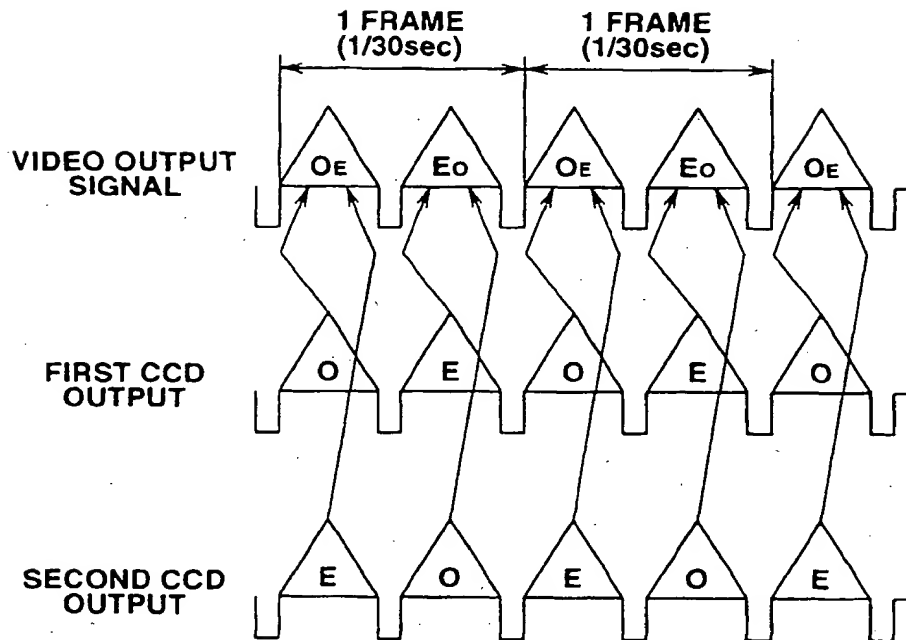 1 FRAME 1 FRAME
(1/30sec) (1/30sec)
VIDEO OUTPUT
SIGNAL
OE EO OE EO OE
FIRST CCD
OUTPUT
O E O E O
SECOND CCD
OUTPUT
E O E O E